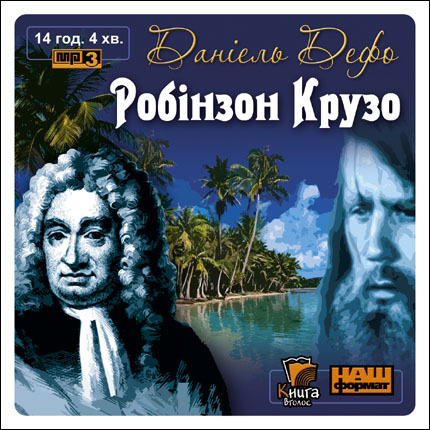 14 год. 4 хв.
mp3
Даніель Дефо
Робінзон Крузо
Книга
Вголос
НАШ
формат